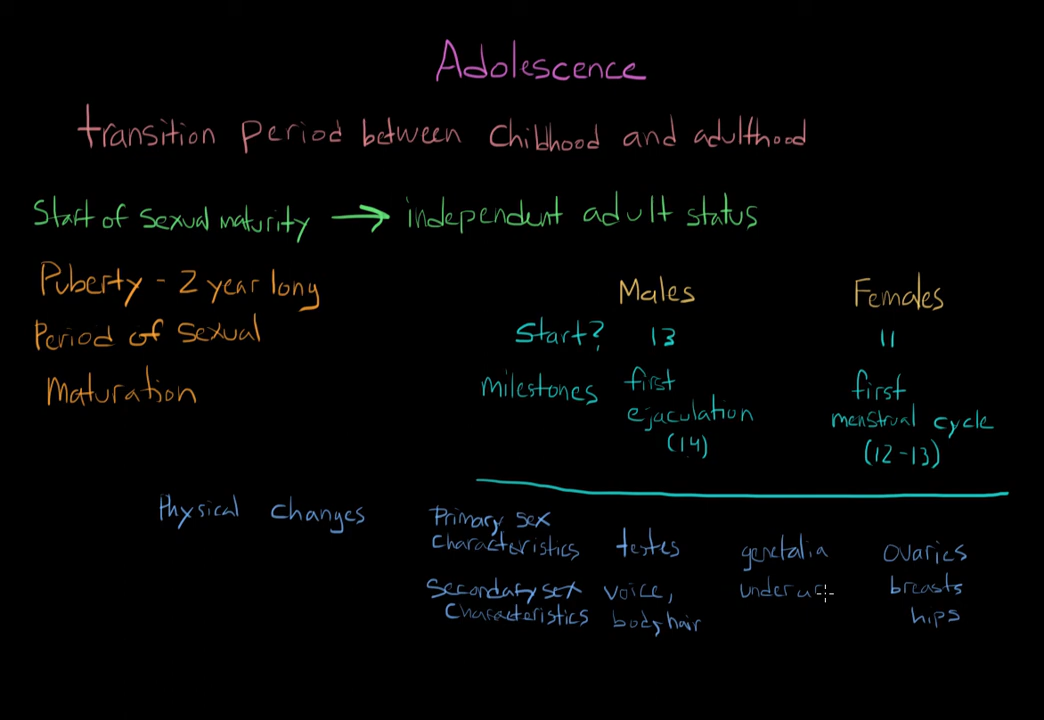 Adolescence
transition period between childhood and adulthood
Start of sexual maturity → independent adult status
Puberty - 2 year long
Period of sexual
Maturation
Males Females
Start? 13 11
milestones first ejaculation (14) first menstrual cycle (12-13)
Physical changes
Primary sex
characteristics testes genetalia ovaries
Secondary sex voice, underu breasts
Characteristics body hair hips